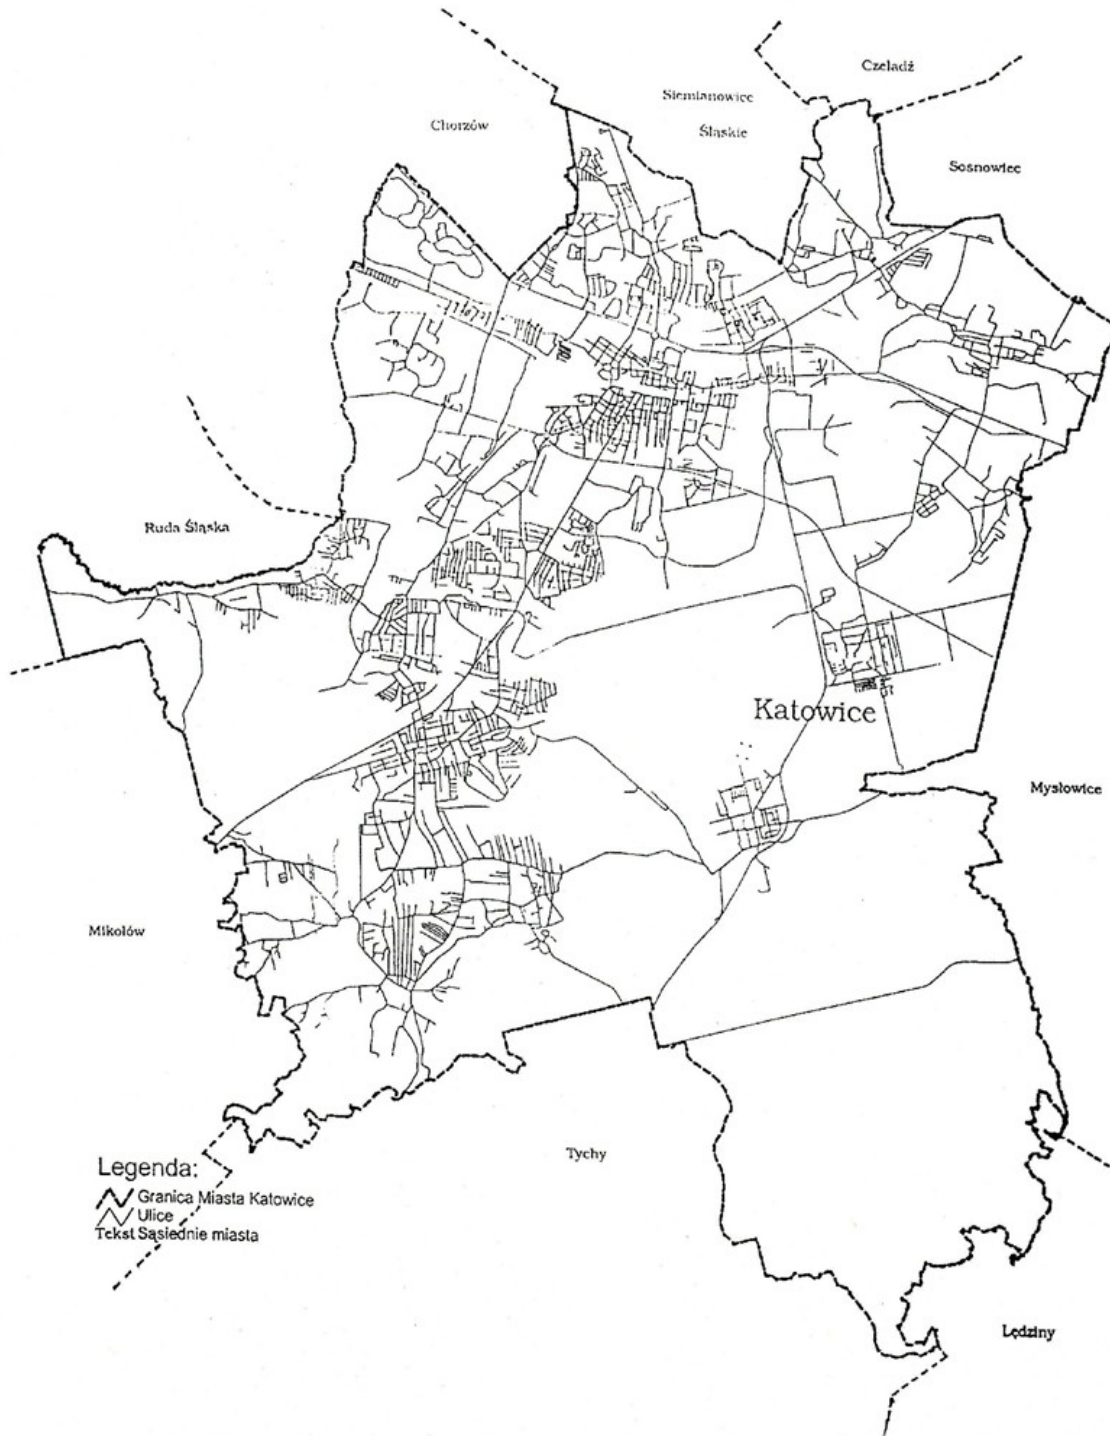 Czeladź
Siemianowice
Śląskie
Chorzów
Sosnowiec
Ruda Śląska
Katowice
Mysłowice
Mikołów
Tychy
Legenda:
Granica Miasta Katowice
Ulice
Tekst Sąsiednie miasta
Lędziny